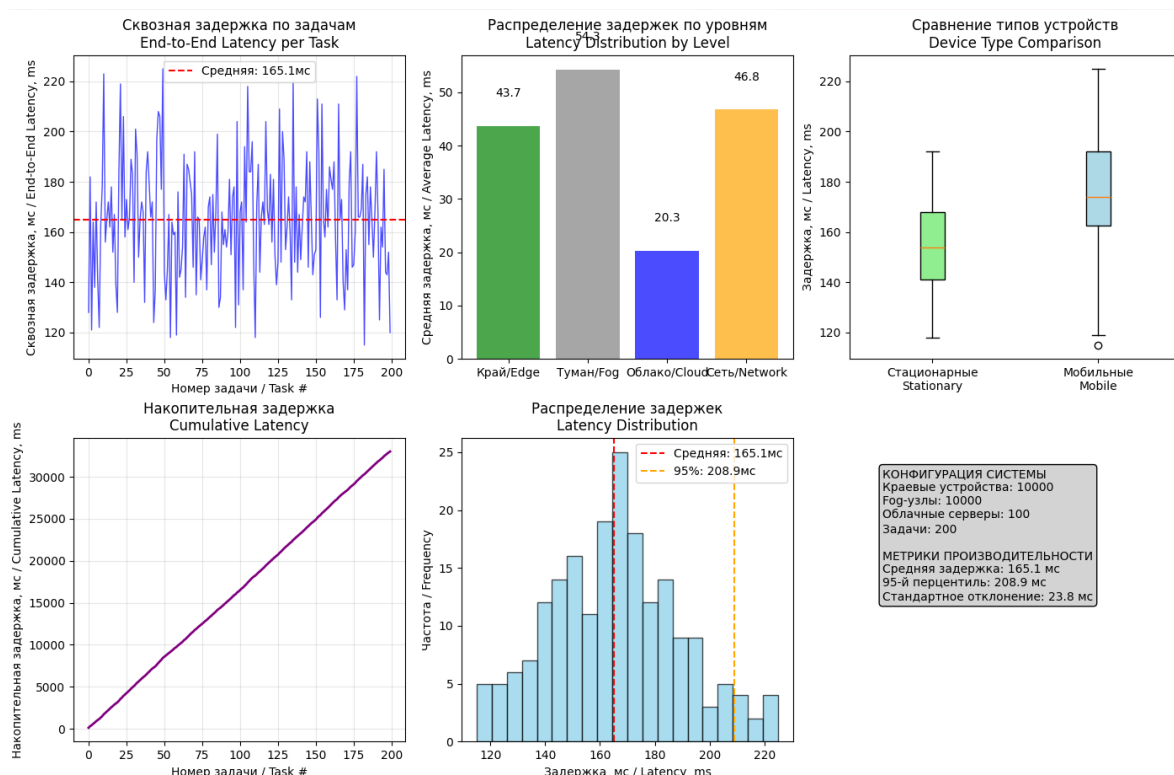 Сквозная задержка по задачам
End-to-End Latency per Task
Сквозная задержка, мс / End-to-End Latency, ms
220
200
180
160
140
120
Средняя: 165.1мс
0 25 50 75 100 125 150 175 200
Номер задачи / Task #
Распределение задержек по уровням
Latency Distribution by Level
54.3
Средняя задержка, мс / Average Latency, ms
50
40
30
20
10
0
43.7
20.3
46.8
Край/Edge Туман/Fog Облако/Cloud Сеть/Network
Сравнение типов устройств
Device Type Comparison
Задержка, мс / Latency, ms
220
200
180
160
140
120
Стационарные
Stationary
Мобильные
Mobile
Накопительная задержка
Cumulative Latency
Накопительная задержка, мс / Cumulative Latency, ms
30000
25000
20000
15000
10000
5000
0
0 25 50 75 100 125 150 175 200
Номер задачи / Task #
Распределение задержек
Latency Distribution
Частота / Frequency
25
20
15
10
5
0
Средняя: 165.1мс
95%: 208.9мс
120 140 160 180 200 220
Задержка, мс / Latency, ms
КОНФИГУРАЦИЯ СИСТЕМЫ
Краевые устройства: 10000
Fog-узлы: 10000
Облачные серверы: 100
Задачи: 200
МЕТРИКИ ПРОИЗВОДИТЕЛЬНОСТИ
Средняя задержка: 165.1 мс
95-й перцентиль: 208.9 мс
Стандартное отклонение: 23.8 мс